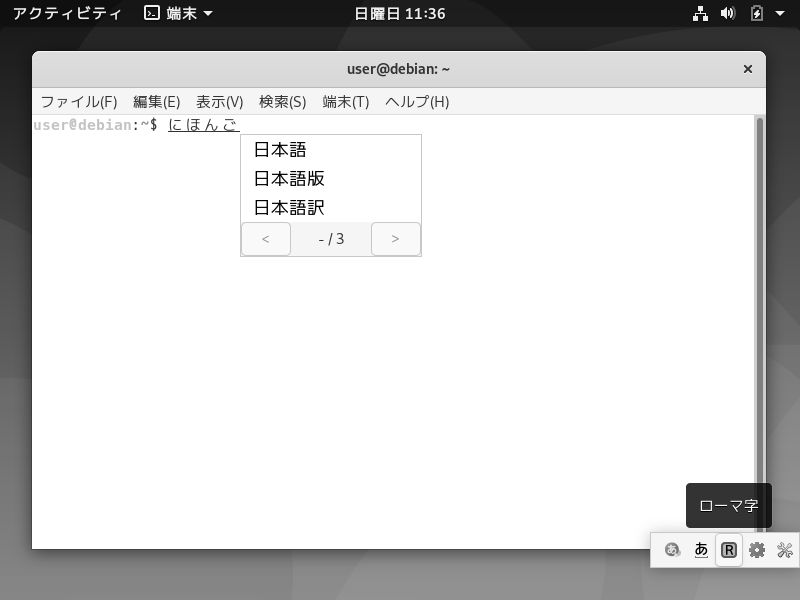 アクティビティ 端末 日曜日 11:36
user@debian: ~ ×
ファイル(F) 編集(E) 表示(V) 検索(S) 端末(T) ヘルプ(H)
user@debian:~$ にほんご
日本語
日本語版
日本語訳
< - / 3 >
ローマ字
あ あ R